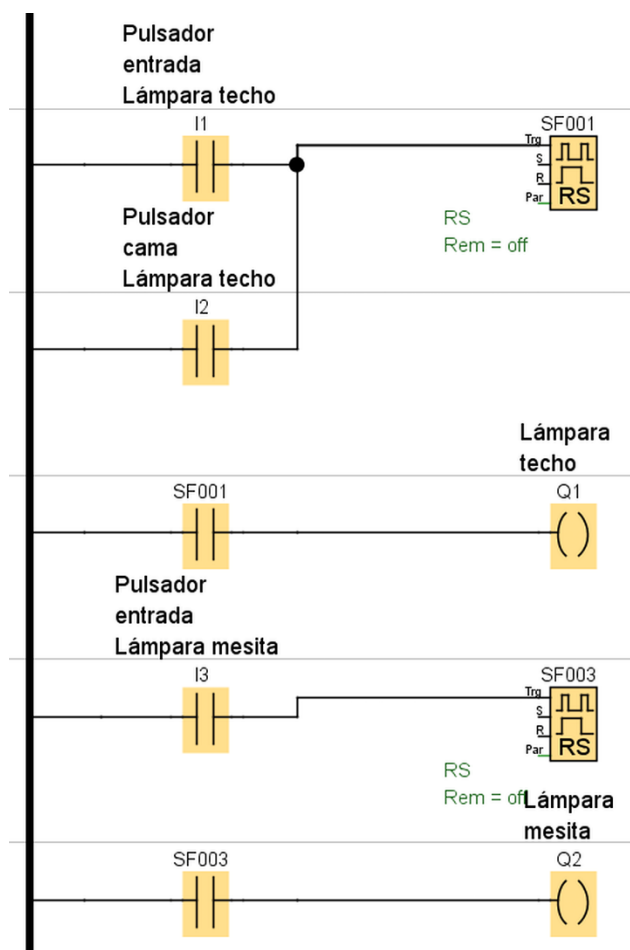 Pulsador
entrada
Lámpara techo
I1
SF001
Trg
S
R
Par
RS
RS
Rem = off
Pulsador
cama
Lámpara techo
I2
Lámpara
techo
SF001
Q1
Pulsador
entrada
Lámpara mesita
I3
SF003
Trg
S
R
Par
RS
RS
Rem = off
Lámpara
mesita
SF003
Q2